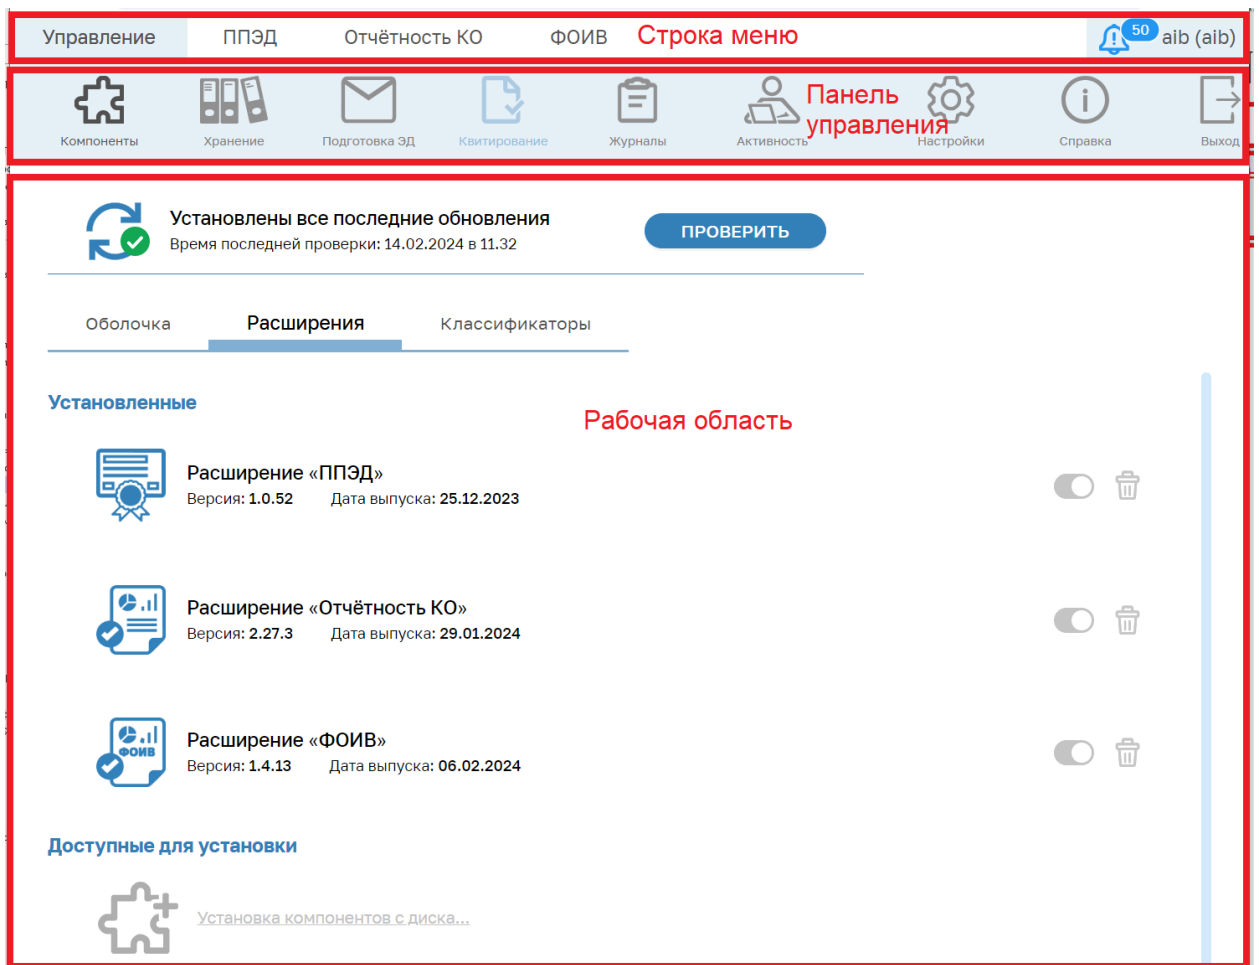 Управление ППЭД Отчётность КО ФОИВ Строка меню 50 aib (aib)
Панель
управления
Компоненты Хранение Подготовка ЭД Квитирование Журналы Активность Настройки Справка Выход
Установлены все последние обновления
Время последней проверки: 14.02.2024 в 11.32
ПРОВЕРИТЬ
Оболочка Расширения Классификаторы
Установленные
Рабочая область
Расширение «ППЭД»
Версия: 1.0.52 Дата выпуска: 25.12.2023
Расширение «Отчётность КО»
Версия: 2.27.3 Дата выпуска: 29.01.2024
ФОИВ
Расширение «ФОИВ»
Версия: 1.4.13 Дата выпуска: 06.02.2024
Доступные для установки
Установка компонентов с диска...